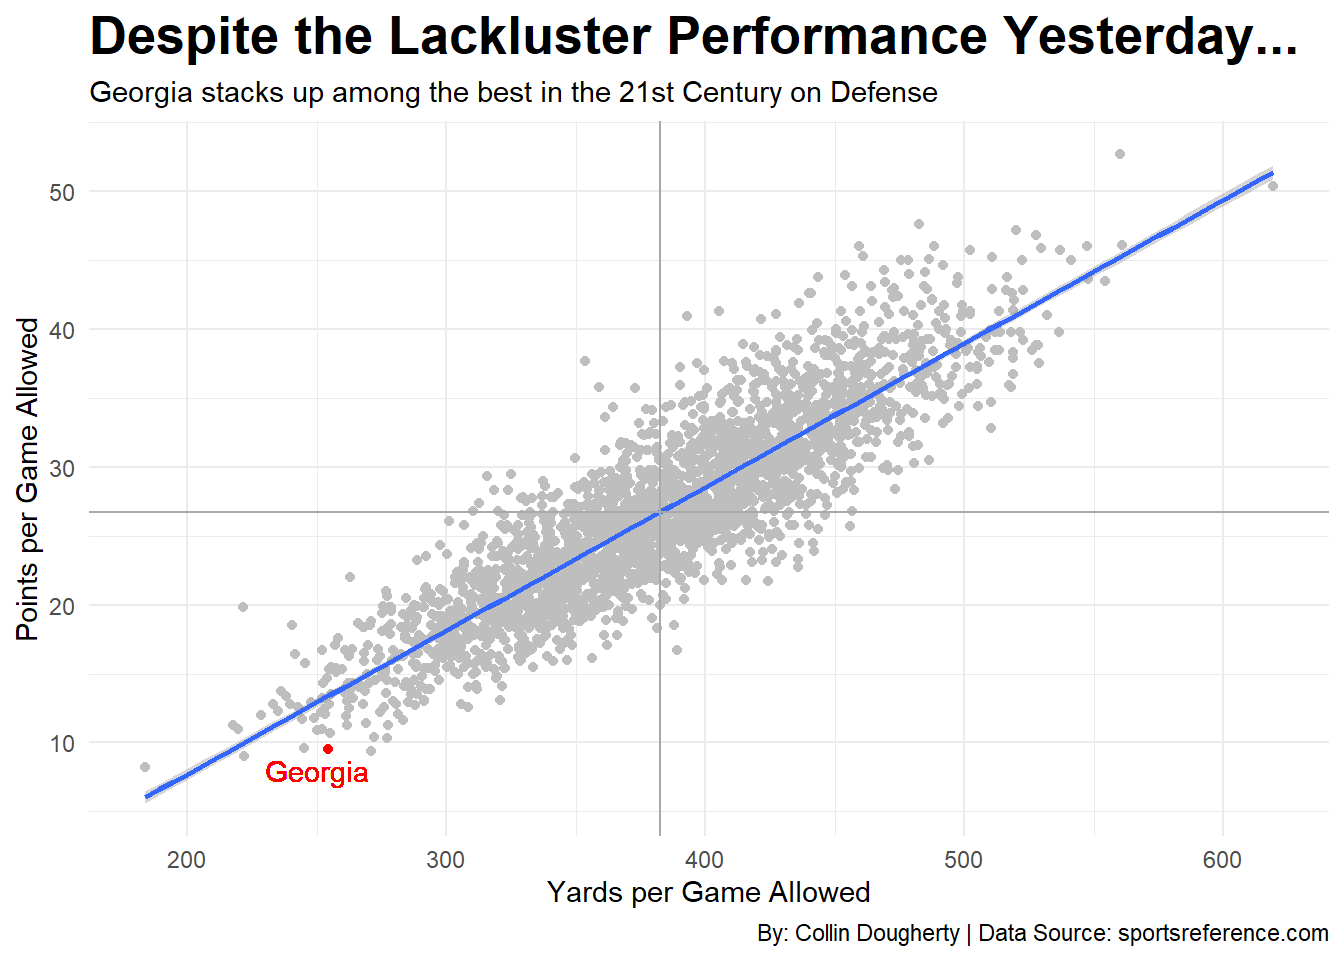 Despite the Lackluster Performance Yesterday...
Georgia stacks up among the best in the 21st Century on Defense
Points per Game Allowed
50
40
30
20
10
Georgia
200 300 400 500 600
Yards per Game Allowed
By: Collin Dougherty | Data Source: sportsreference.com